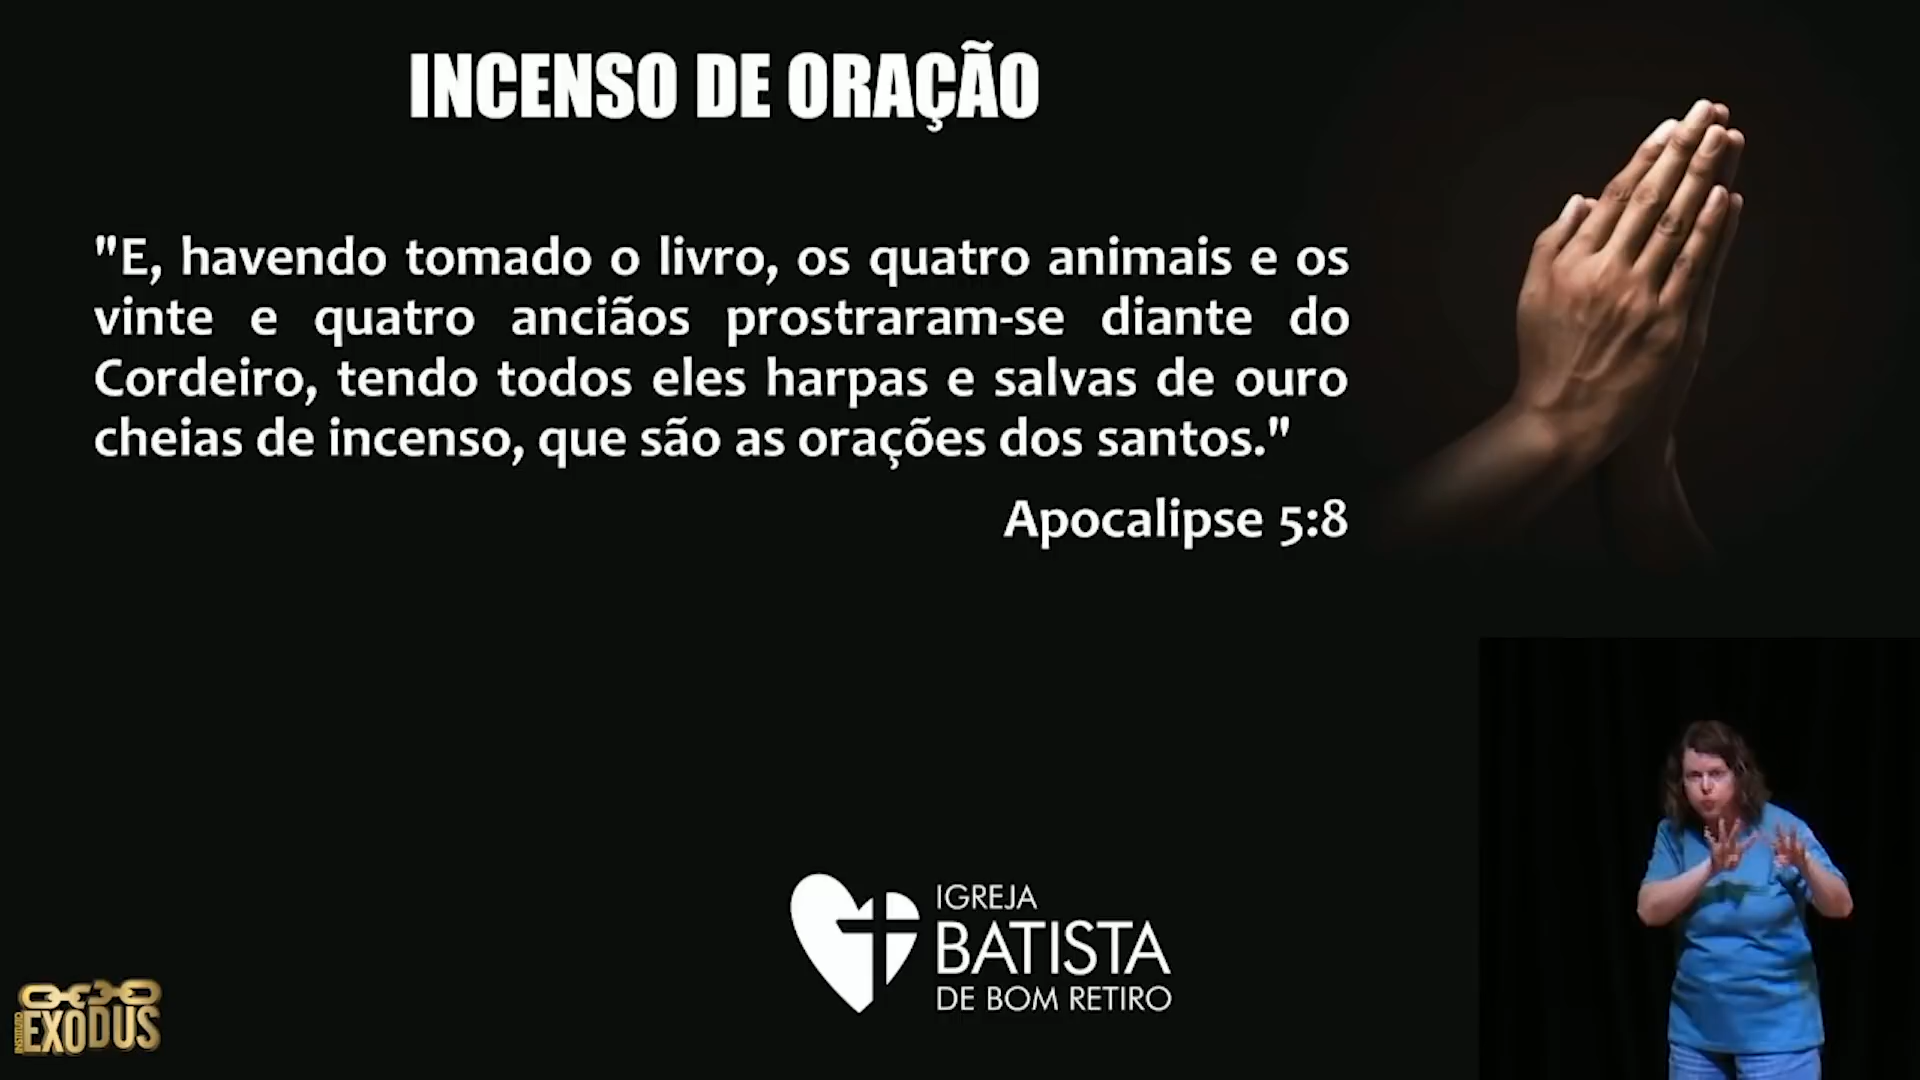 INCENSO DE ORAÇÃO
"E, havendo tomado o livro, os quatro animais e os
vinte e quatro anciãos prostraram-se diante do
Cordeiro, tendo todos eles harpas e salvas de ouro
cheias de incenso, que são as orações dos santos."
Apocalipse 5:8
IGREJA
BATISTA
DE BOM RETIRO
INSTITUTO
EXODUS